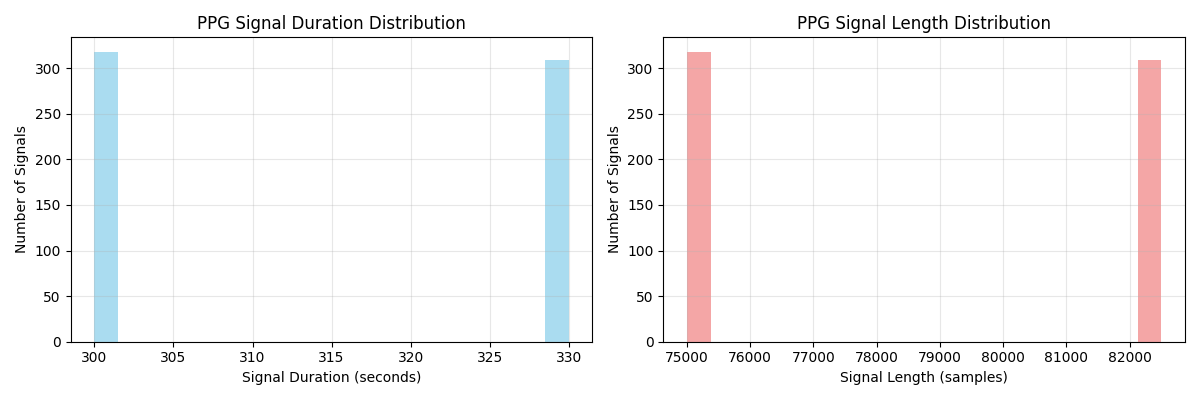 PPG Signal Duration Distribution
Number of Signals
300
250
200
150
100
50
0
300 305 310 315 320 325 330
Signal Duration (seconds)
PPG Signal Length Distribution
Number of Signals
300
250
200
150
100
50
0
75000 76000 77000 78000 79000 80000 81000 82000
Signal Length (samples)